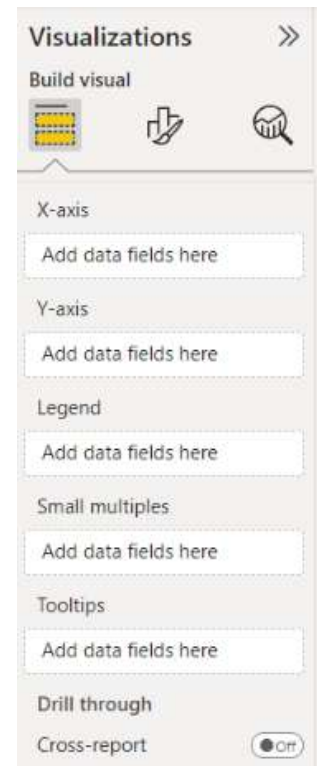 Visualizations
Build visual
X-axis
Add data fields here
Y-axis
Add data fields here
Legend
Add data fields here
Small multiples
Add data fields here
Tooltips
Add data fields here
Drill through
Cross-report Off